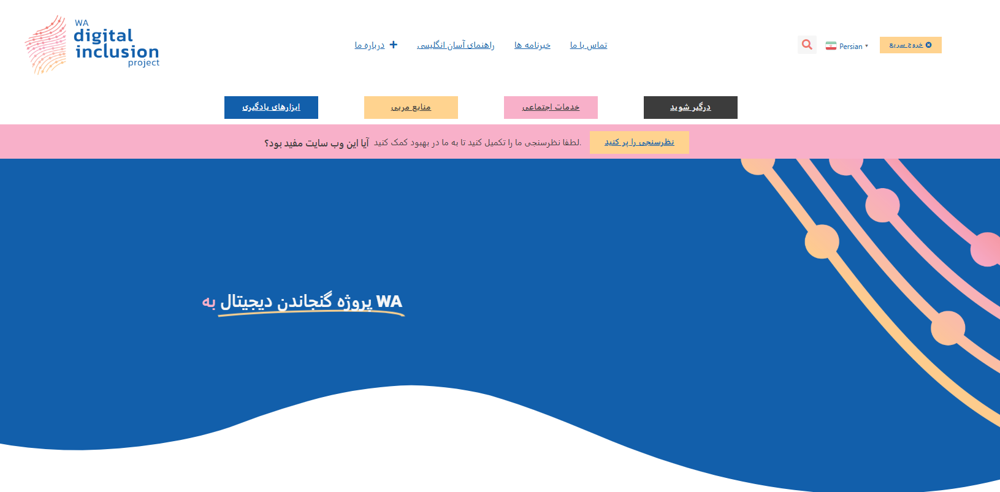 WA
digital
inclusion
project
درباره ما
راهنمای آسان انگلیسی
خبرنامه ها
تماس با ما
Persian
خروج سریع
ابزارهای یادگیری
منابع مربی
خدمات اجتماعی
درگیر شوید
آیا این وب سایت مفید بود؟
لطفا نظرسنجی ما را تکمیل کنید تا به ما در بهبود کمک کنید.
نظرسنجی را پر کنید
به WA پروژه گنجاندن دیجیتال